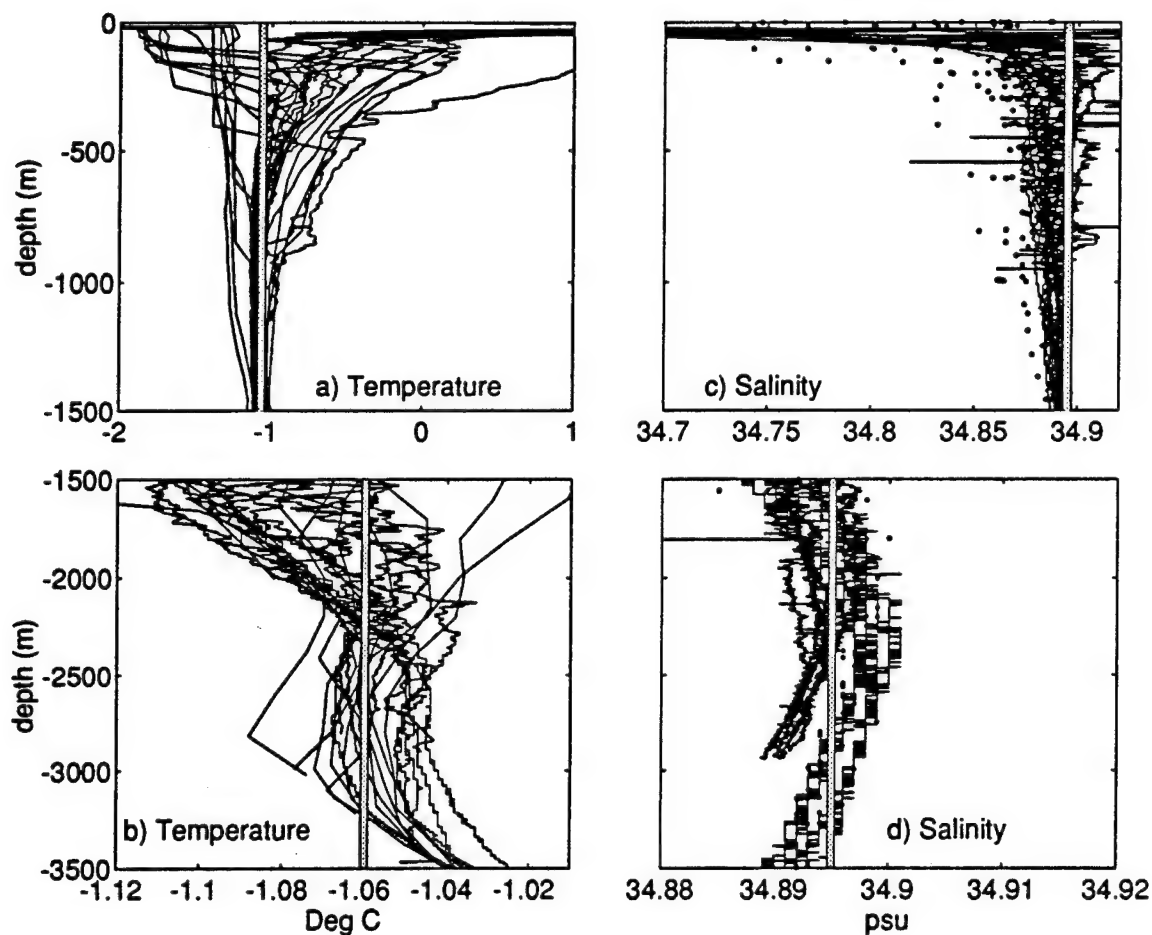 0
-500
-1000
-1500
depth (m)
a) Temperature
-2 -1 0 1
c) Salinity
34.7 34.75 34.8 34.85 34.9
-1500
-2000
-2500
-3000
-3500
depth (m)
b) Temperature
-1.12 -1.1 -1.08 -1.06 -1.04 -1.02
Deg C
d) Salinity
34.88 34.89 34.9 34.91 34.92
psu